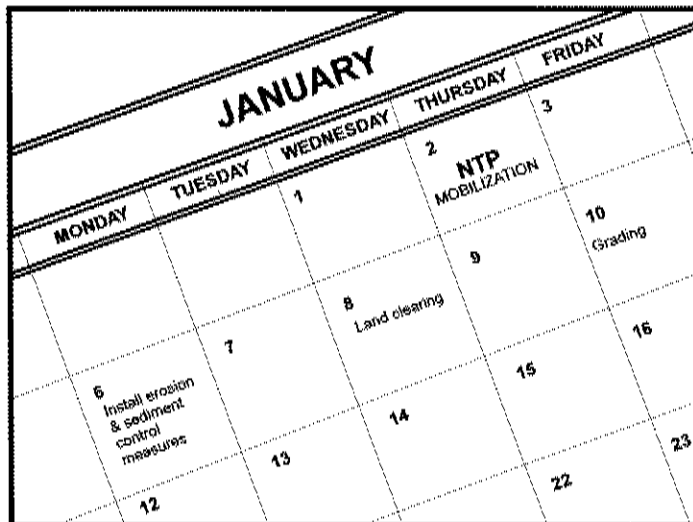 JANUARY
MONDAY TUESDAY WEDNESDAY THURSDAY FRIDAY
1
2
NTP
MOBILIZATION
3
6
Install erosion
& sediment
control
measures
7
8
Land clearing
9
10
Grading
12
13
14
15
16
22
23